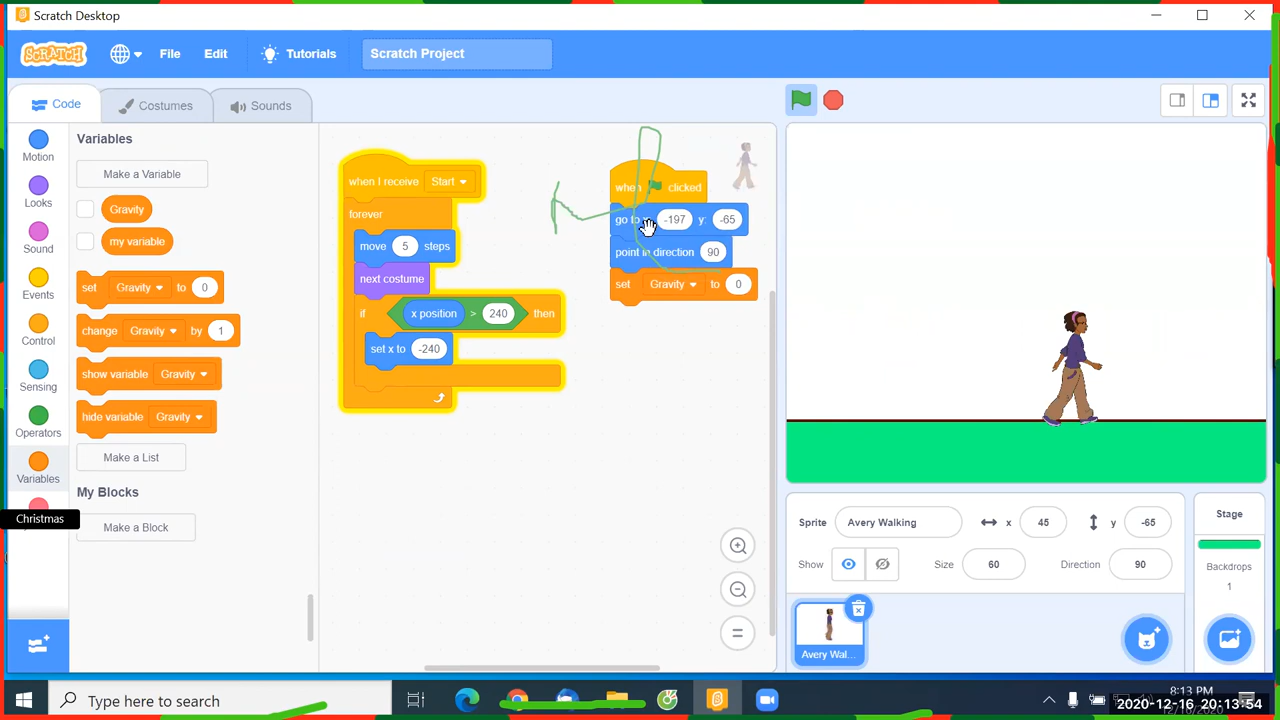 Scratch Desktop
SCRATCH File Edit Tutorials Scratch Project
Code Costumes Sounds
Motion
Looks
Sound
Events
Control
Sensing
Operators
Variables
Christmas
Variables
Make a Variable
Gravity
my variable
set Gravity to 0
change Gravity by 1
show variable Gravity
hide variable Gravity
Make a List
My Blocks
Make a Block
when I receive Start
forever
move 5 steps
next costume
if x position > 240 then
set x to -240
when clicked
go to -197 y: -65
point in direction 90
set Gravity to 0
Sprite Avery Walking x 45 y -65
Show Size 60 Direction 90
Avery Wal...
Stage
Backdrops
1
Type here to search
8:13 PM
2020-12-16 20:13:54